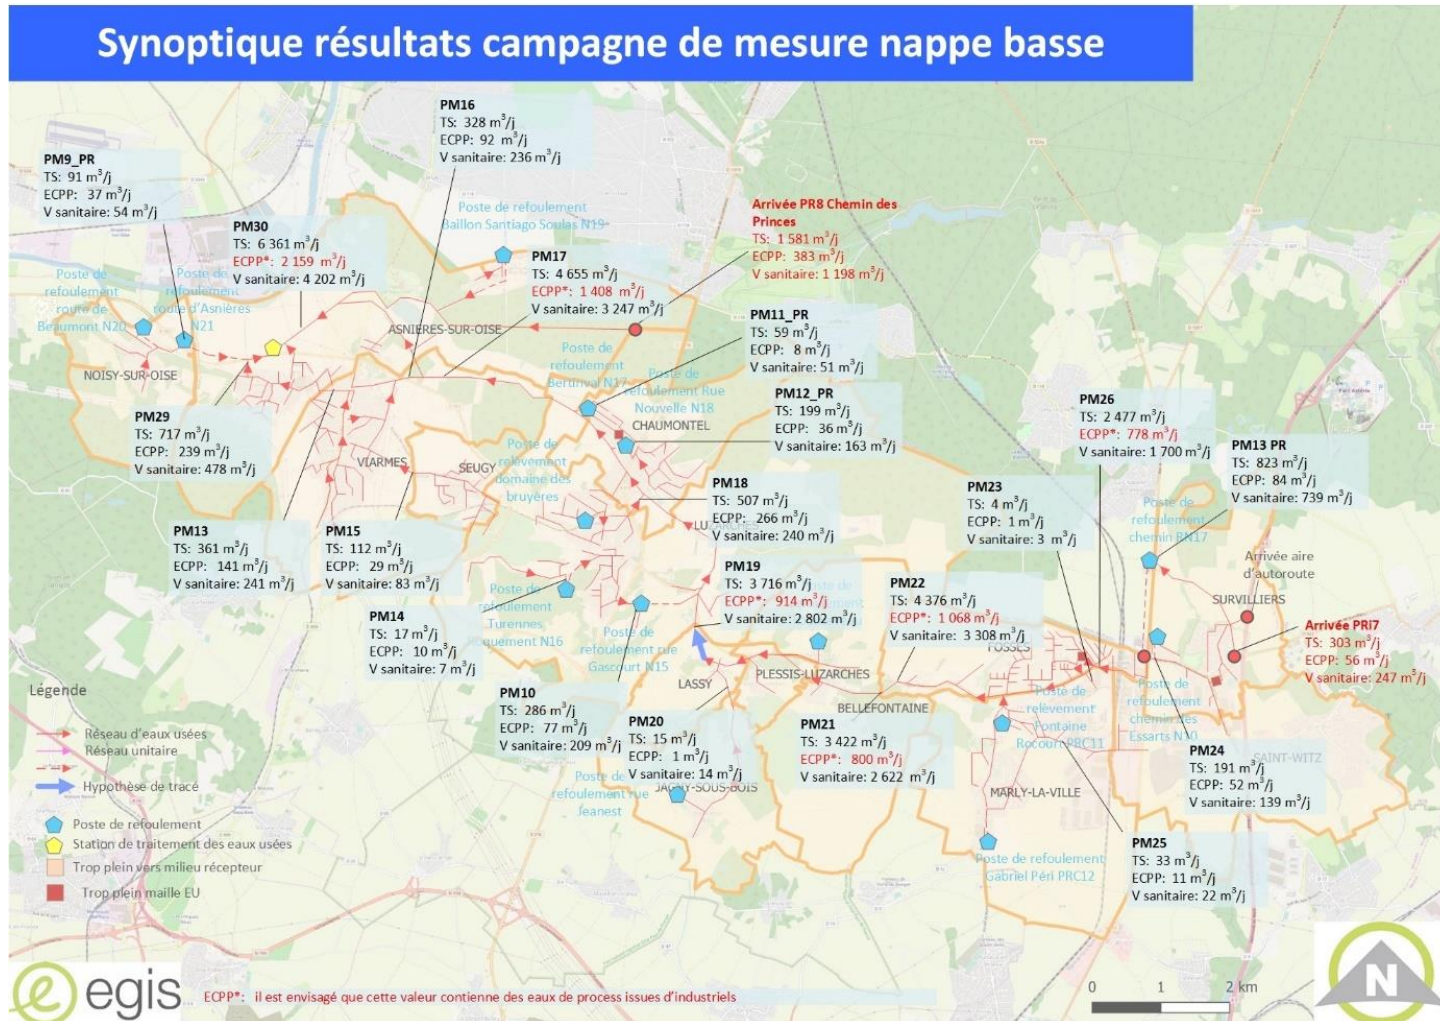 Synoptique résultats campagne de mesure nappe basse
PM16
TS: 328 m³/j
ECPP: 92 m³/j
V sanitaire: 236 m³/j
PM9_PR
TS: 91 m³/j
ECPP: 37 m³/j
V sanitaire: 54 m³/j
PM30
TS: 6 361 m³/j
ECPP*: 2 159 m³/j
V sanitaire: 4 202 m³/j
Poste de refoulement
Baillon Santiago Soulas N19
Arrivée PR8 Chemin des
Princes
TS: 1 581 m³/j
ECPP: 383 m³/j
V sanitaire: 1 198 m³/j
PM17
TS: 4 655 m³/j
ECPP*: 1 408 m³/j
V sanitaire: 3 247 m³/j
Poste de
refoulement
route de
Beaumont N20
Poste de
refoulement
route d'Asnières
N21
ASNIÈRES-SUR-OISE
NOISY-SUR-OISE
PM11_PR
TS: 59 m³/j
ECPP: 8 m³/j
V sanitaire: 51 m³/j
Poste de
refoulement
Bertinval N17
Poste de
refoulement Rue
Nouvelle N18
CHAUMONTEL
PM12_PR
TS: 199 m³/j
ECPP: 36 m³/j
V sanitaire: 163 m³/j
PM26
TS: 2 477 m³/j
ECPP*: 778 m³/j
V sanitaire: 1 700 m³/j
PM13 PR
TS: 823 m³/j
ECPP: 84 m³/j
V sanitaire: 739 m³/j
PM29
TS: 717 m³/j
ECPP: 239 m³/j
V sanitaire: 478 m³/j
VIARMES
SEUGY
Poste de
relèvement
domaine des
bruyères
PM18
TS: 507 m³/j
ECPP: 266 m³/j
V sanitaire: 240 m³/j
LUZARCHES
PM23
TS: 4 m³/j
ECPP: 1 m³/j
V sanitaire: 3 m³/j
Poste de
refoulement
chemin RN17
Arrivée aire
d'autoroute
SURVILLIERS
PM13
TS: 361 m³/j
ECPP: 141 m³/j
V sanitaire: 241 m³/j
PM15
TS: 112 m³/j
ECPP: 29 m³/j
V sanitaire: 83 m³/j
PM19
TS: 3 716 m³/j
ECPP*: 914 m³/j
V sanitaire: 2 802 m³/j
PM22
TS: 4 376 m³/j
ECPP*: 1 068 m³/j
V sanitaire: 3 308 m³/j
FOSSES
Arrivée PRi7
TS: 303 m³/j
ECPP: 56 m³/j
V sanitaire: 247 m³/j
PM14
TS: 17 m³/j
ECPP: 10 m³/j
V sanitaire: 7 m³/j
Poste de
refoulement
Turennes
Roquement N16
Poste de
refoulement rue
Gascourt N15
LASSY
PLESSIS-LUZARCHES
BELLEFONTAINE
PM10
TS: 286 m³/j
ECPP: 77 m³/j
V sanitaire: 209 m³/j
PM20
TS: 15 m³/j
ECPP: 1 m³/j
V sanitaire: 14 m³/j
PM21
TS: 3 422 m³/j
ECPP*: 800 m³/j
V sanitaire: 2 622 m³/j
Poste de
relèvement
Fontaine
Rocourt PRC11
Poste de
refoulement
chemin des
Essarts N10
PM24
TS: 191 m³/j
ECPP: 52 m³/j
V sanitaire: 139 m³/j
SAINT-WITZ
Poste de
refoulement rue
Jeanest
JAGNY-SOUS-BOIS
MARLY-LA-VILLE
Poste de refoulement
Gabriel Péri PRC12
PM25
TS: 33 m³/j
ECPP: 11 m³/j
V sanitaire: 22 m³/j
Légende
Réseau d'eaux usées
Réseau unitaire
Hypothèse de tracé
Poste de refoulement
Station de traitement des eaux usées
Trop plein vers milieu récepteur
Trop plein maille EU
egis
ECPP*: il est envisagé que cette valeur contienne des eaux de process issues d'industriels
0 1 2 km
N